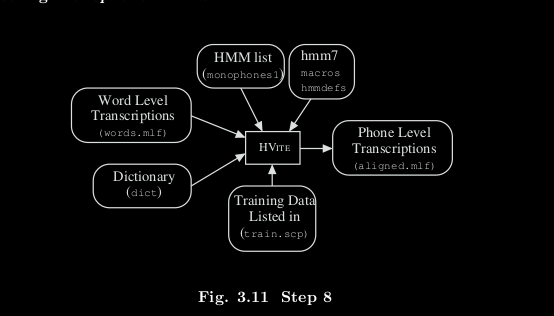 HMM list
(monophones1)
hmm7
macros
hmmdefs
Word Level
Transcriptions
(words.mlf)
HVITE
Phone Level
Transcriptions
(aligned.mlf)
Dictionary
(dict)
Training Data
Listed in
(train.scp)
Fig. 3.11 Step 8